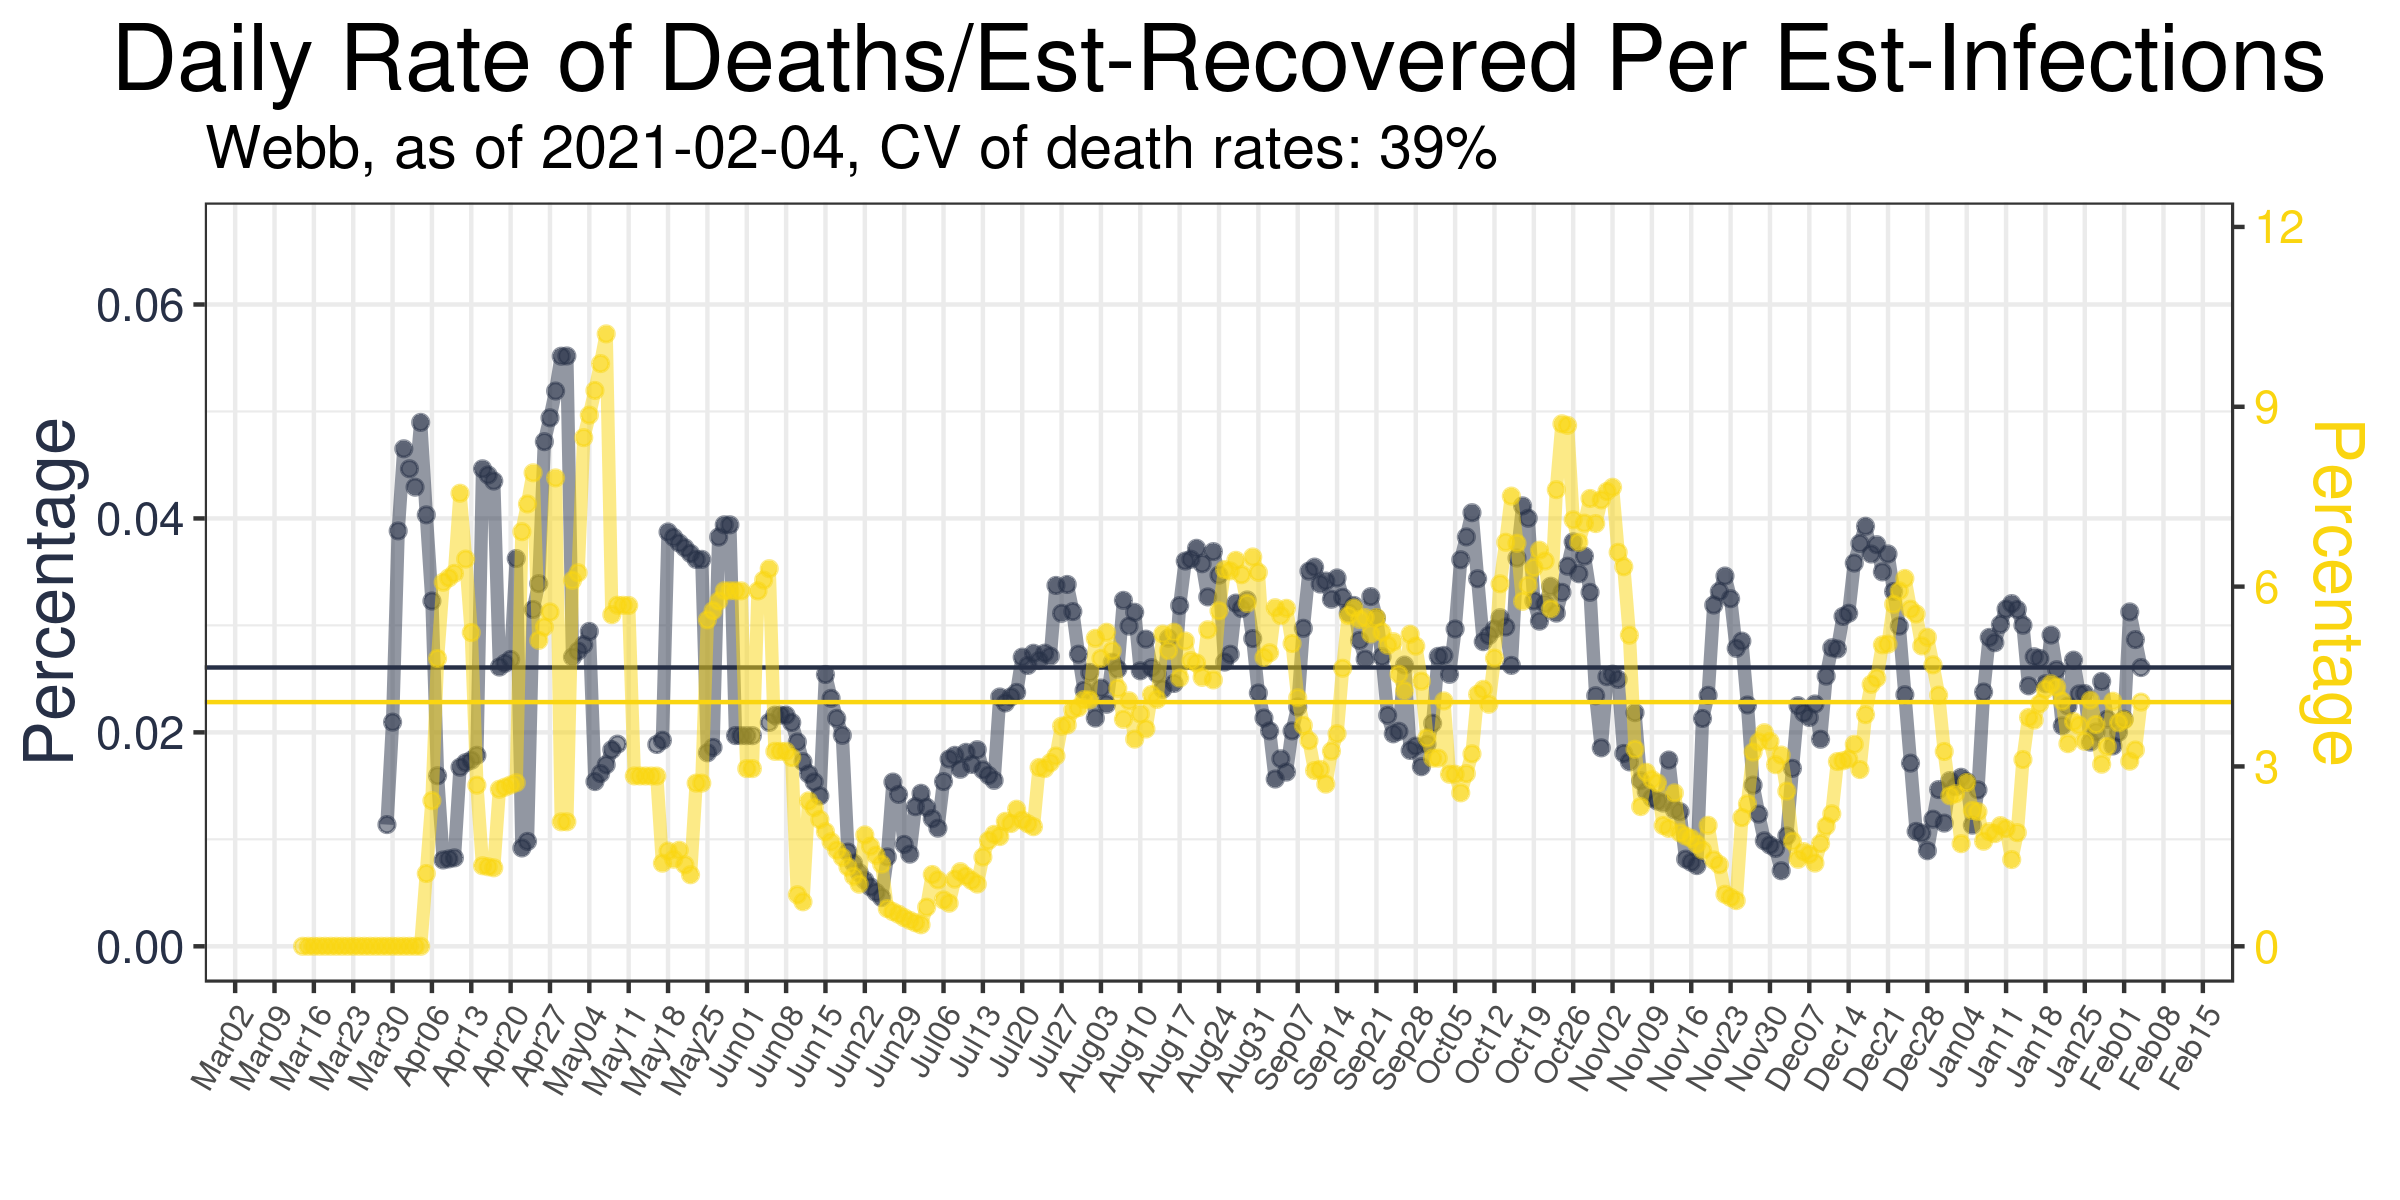 Daily Rate of Deaths/Est-Recovered Per Est-Infections
Webb, as of 2021-02-04, CV of death rates: 39%
Percentage
0.06
0.04
0.02
0.00
12
9
6
3
0
Percentage
Mar02 Mar09 Mar16 Mar23 Mar30 Apr06 Apr13 Apr20 Apr27 May04 May11 May18 May25 Jun01 Jun08 Jun15 Jun22 Jun29 Jul06 Jul13 Jul20 Jul27 Aug03 Aug10 Aug17 Aug24 Aug31 Sep07 Sep14 Sep21 Sep28 Oct05 Oct12 Oct19 Oct26 Nov02 Nov09 Nov16 Nov23 Nov30 Dec07 Dec14 Dec21 Dec28 Jan04 Jan11 Jan18 Jan25 Feb01 Feb08 Feb15